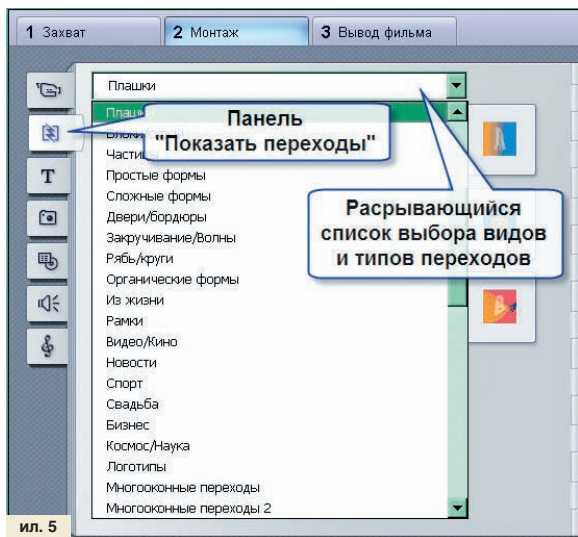 1 Захват
2 Монтаж
3 Вывод фильма
Плашки
Панель
"Показать переходы"
Простые формы
Сложные формы
Двери/бордюры
Закручивание/Волны
Рябь/круги
Органические формы
Из жизни
Рамки
Видео/Кино
Новости
Спорт
Свадьба
Бизнес
Космос/Наука
Логотипы
Многооконные переходы
Многооконные переходы 2
Расрывающийся
список выбора видов
и типов переходов
T
A
ил. 5